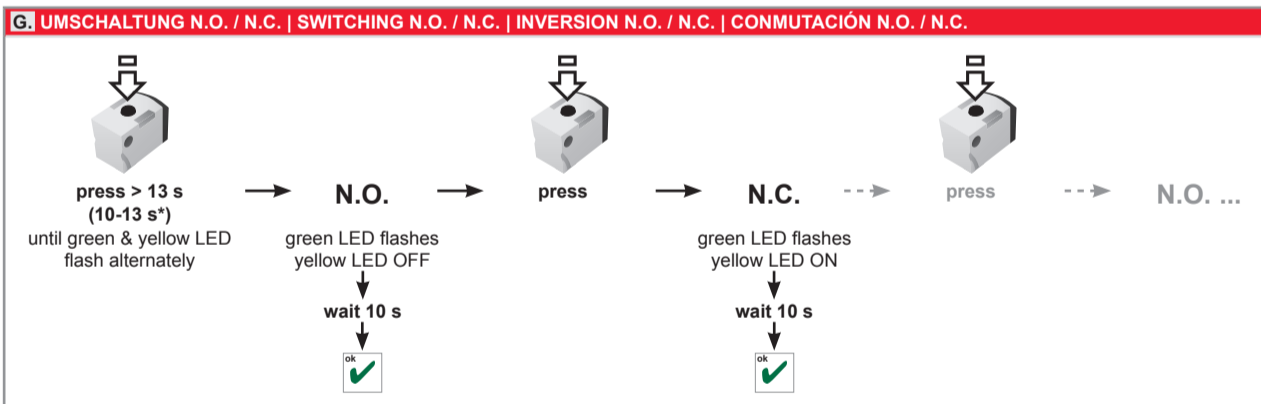 G. UMSCHALTUNG N.O. / N.C. | SWITCHING N.O. / N.C. | INVERSION N.O. / N.C. | CONMUTACIÓN N.O. / N.C.
press > 13 s
(10-13 s*)
until green & yellow LED
flash alternately
N.O.
green LED flashes
yellow LED OFF
wait 10 s
ok
press
N.C.
green LED flashes
yellow LED ON
wait 10 s
ok
press
N.O. ...